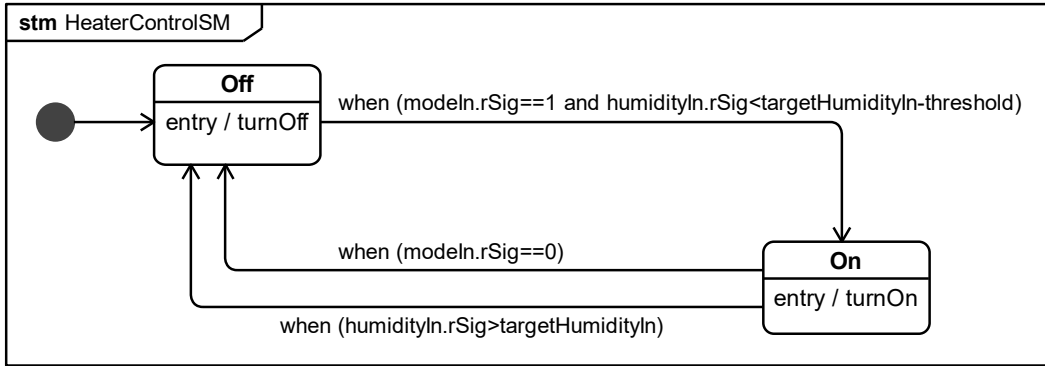 stm HeaterControlSM
Off
entry / turnOff
when (modeIn.rSig==1 and humidityIn.rSig<targetHumidityIn-threshold)
when (modeIn.rSig==0)
On
entry / turnOn
when (humidityIn.rSig>targetHumidityIn)